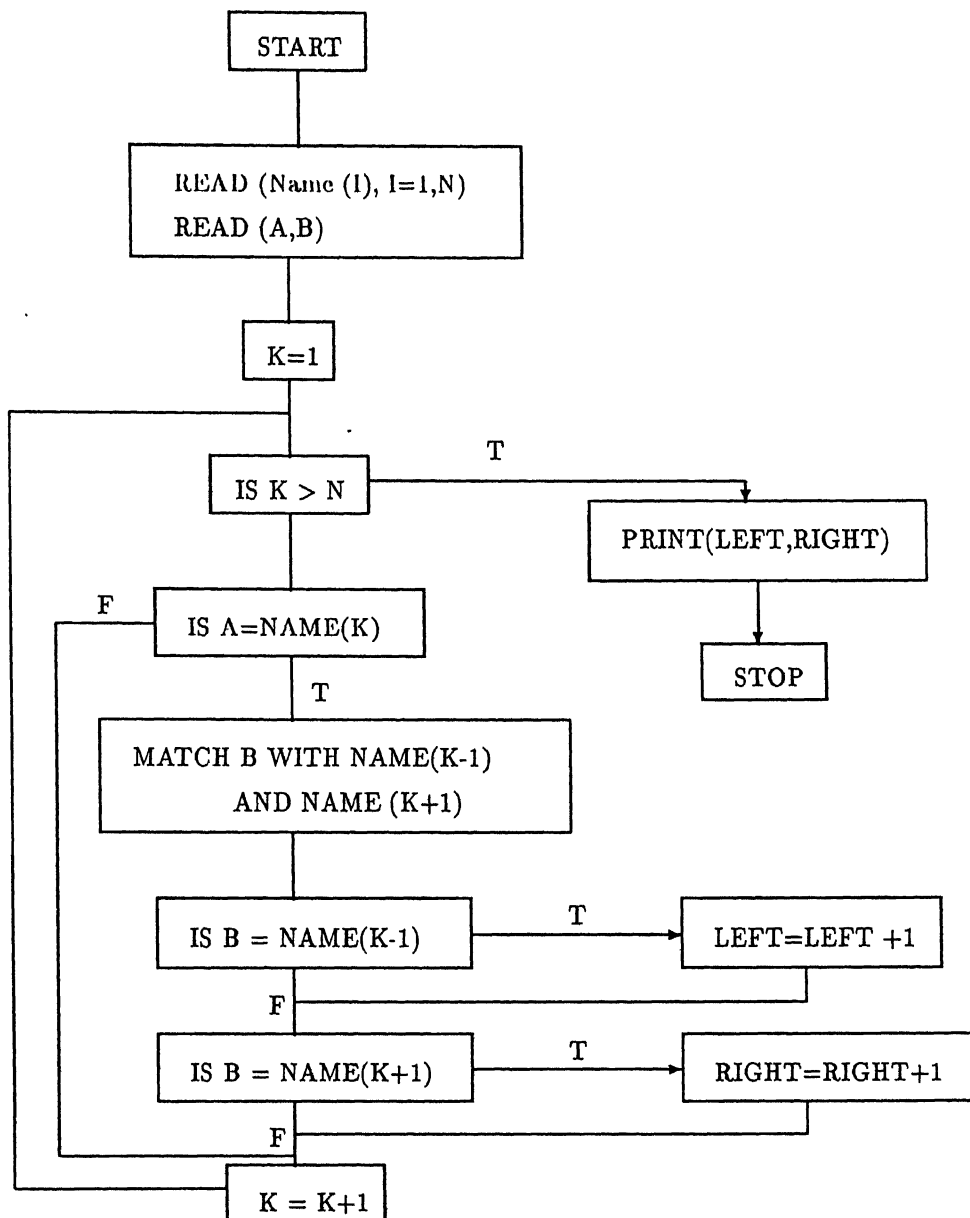 START
READ (Name (I), I=1,N)
READ (A,B)
K=1
T
IS K > N
PRINT(LEFT,RIGHT)
F
IS A=NAME(K)
STOP
T
MATCH B WITH NAME(K-1)
AND NAME (K+1)
T
IS B = NAME(K-1)
LEFT=LEFT +1
F
T
IS B = NAME(K+1)
RIGHT=RIGHT+1
F
K = K+1